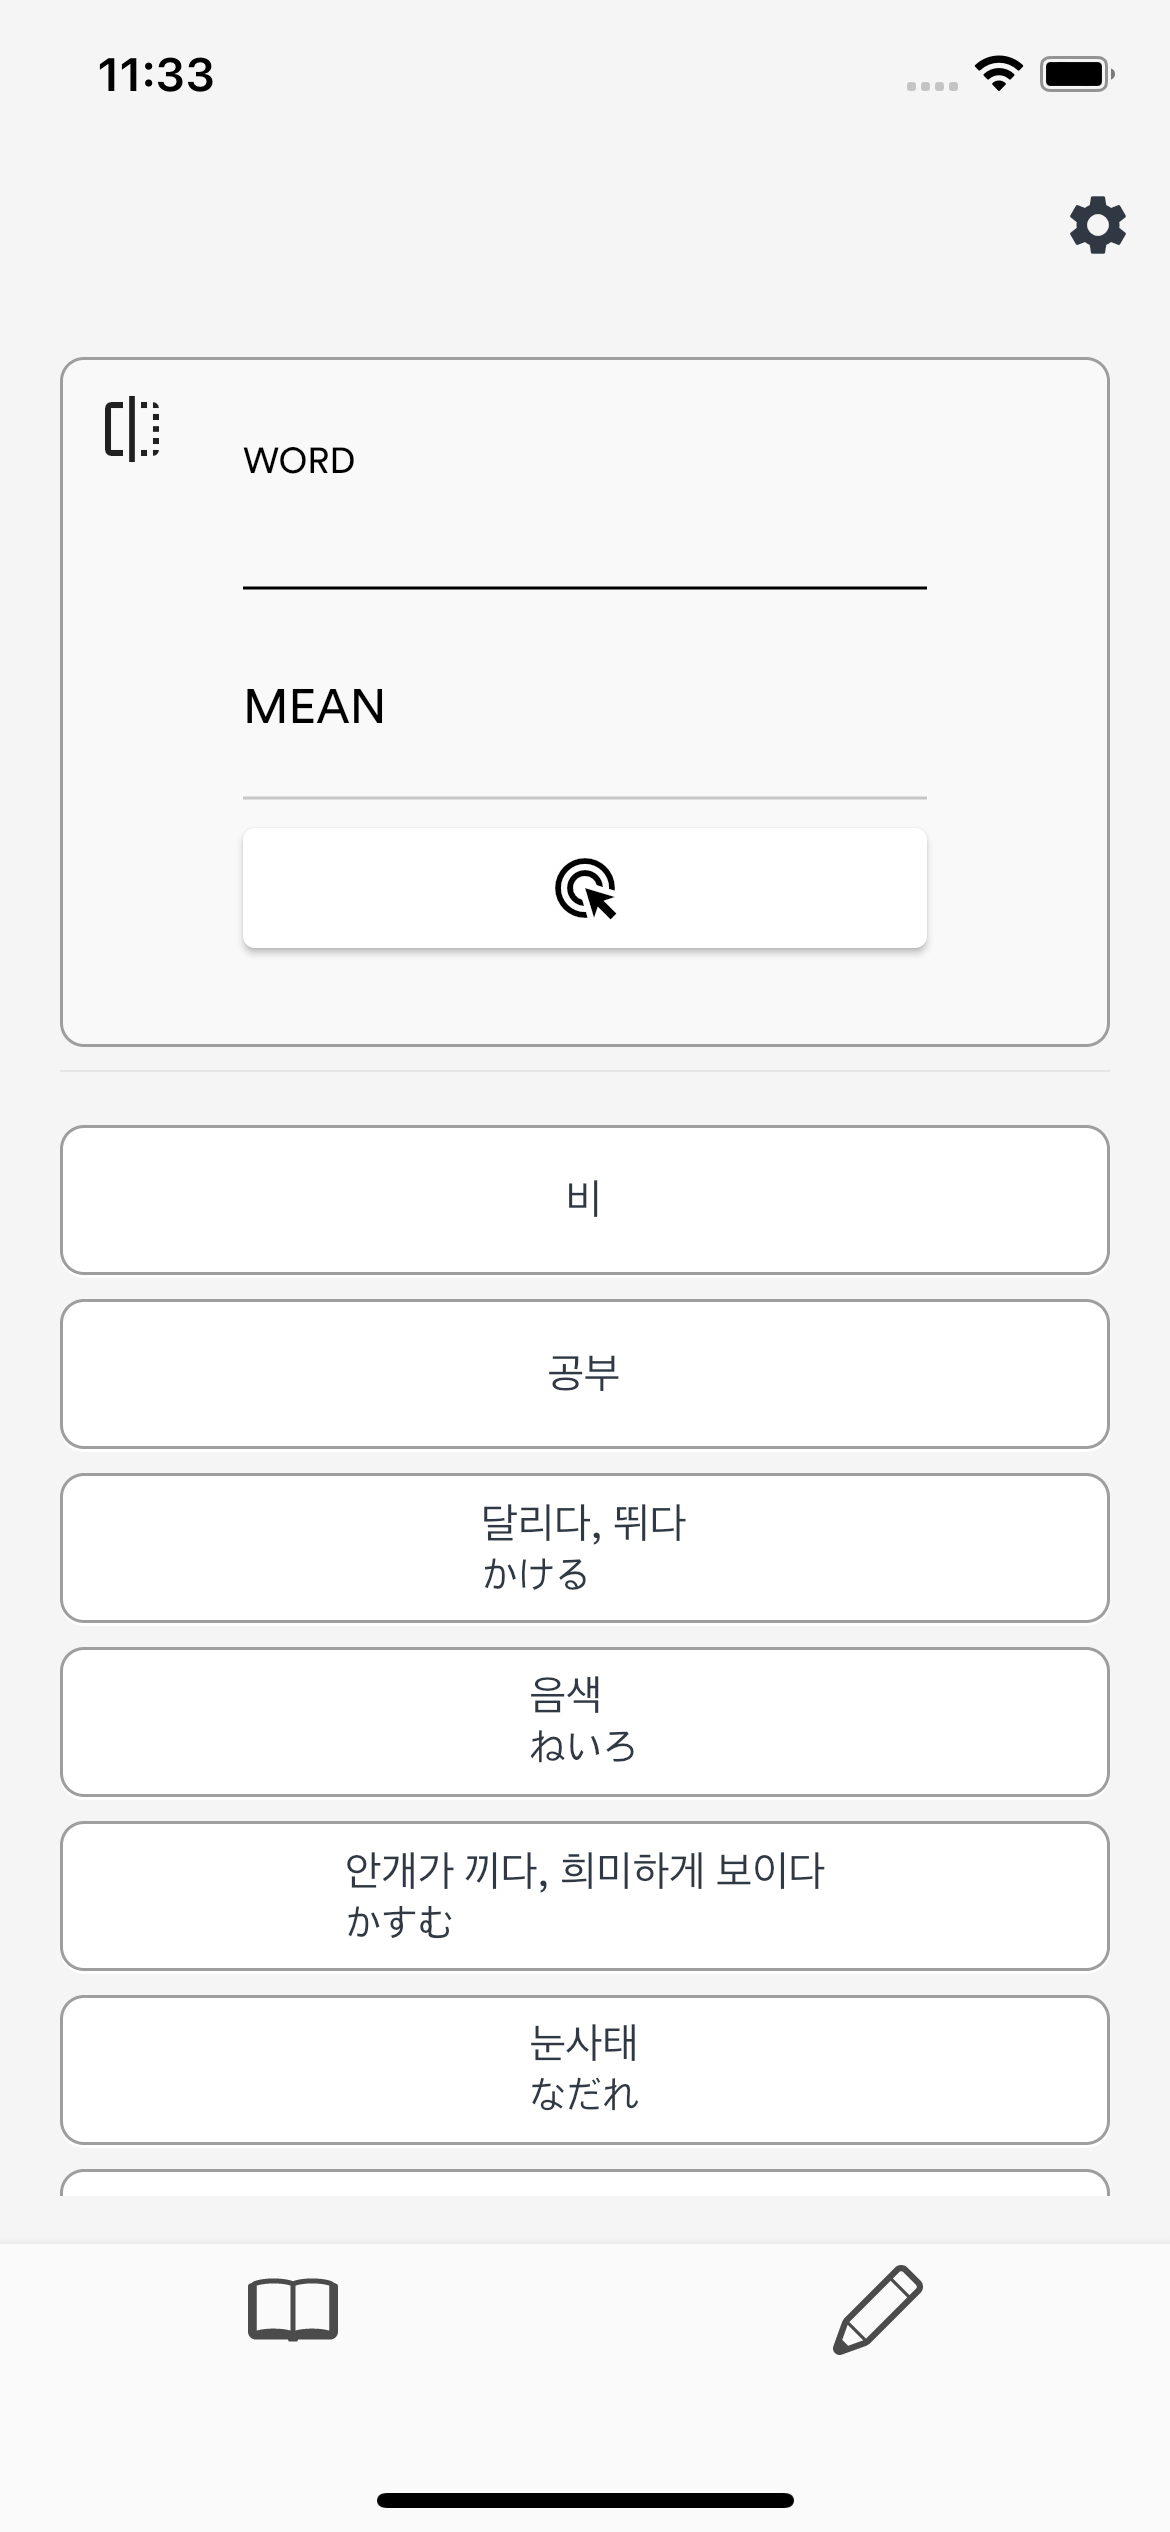 11:33
WORD
MEAN
비
공부
달리다, 뛰다
かける
음색
ねいろ
안개가 끼다, 희미하게 보이다
かすむ
눈사태
なだれ